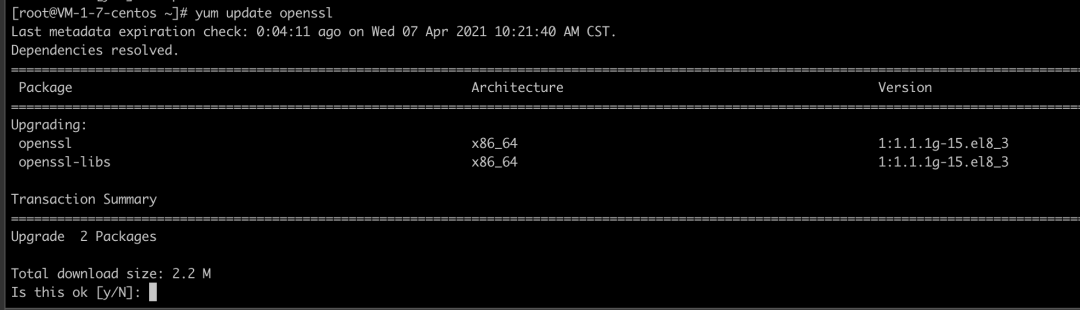 [root@VM-1-7-centos ~]# yum update openssl
Last metadata expiration check: 0:04:11 ago on Wed 07 Apr 2021 10:21:40 AM CST.
Dependencies resolved.
Package Architecture Version
Upgrading:
openssl x86_64 1:1.1.1g-15.el8_3
openssl-libs x86_64 1:1.1.1g-15.el8_3
Transaction Summary
Upgrade  2 Packages
Total download size: 2.2 M
Is this ok [y/N]: